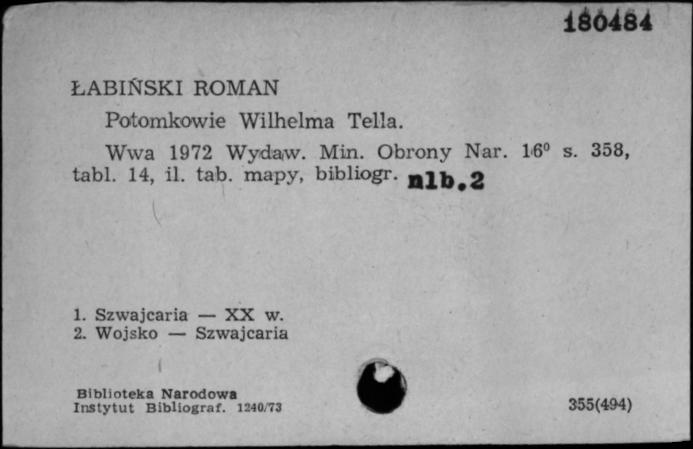 180484
ŁABIŃSKI ROMAN
Potomkowie Wilhelma Tella.
Wwa 1972 Wydaw. Min. Obrony Nar. 16⁰ s. 358,
tabl. 14, il. tab. mapy, bibliogr. nlb.2
1. Szwajcaria — XX w.
2. Wojsko — Szwajcaria
Biblioteka Narodowa
Instytut Bibliograf. 1240/73
355(494)